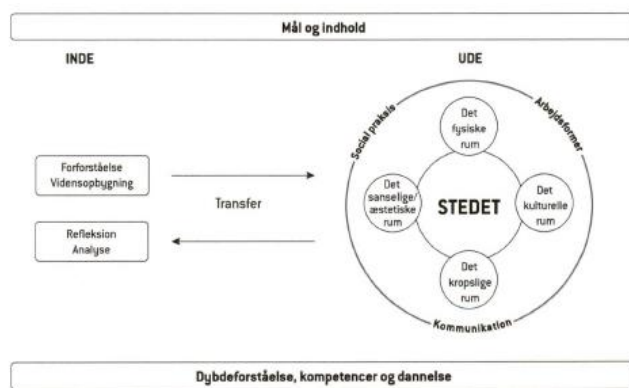 Mål og indhold
INDE
UDE
Social praksis
Arbejdsformer
Det
fysiske
rum
Forforståelse
Vidensopbygning
Transfer
Det
sanselige/
æstetiske
rum
STEDET
Det
kulturelle
rum
Refleksion
Analyse
Det
kropslige
rum
Kommunikation
Dybdeforståelse, kompetencer og dannelse